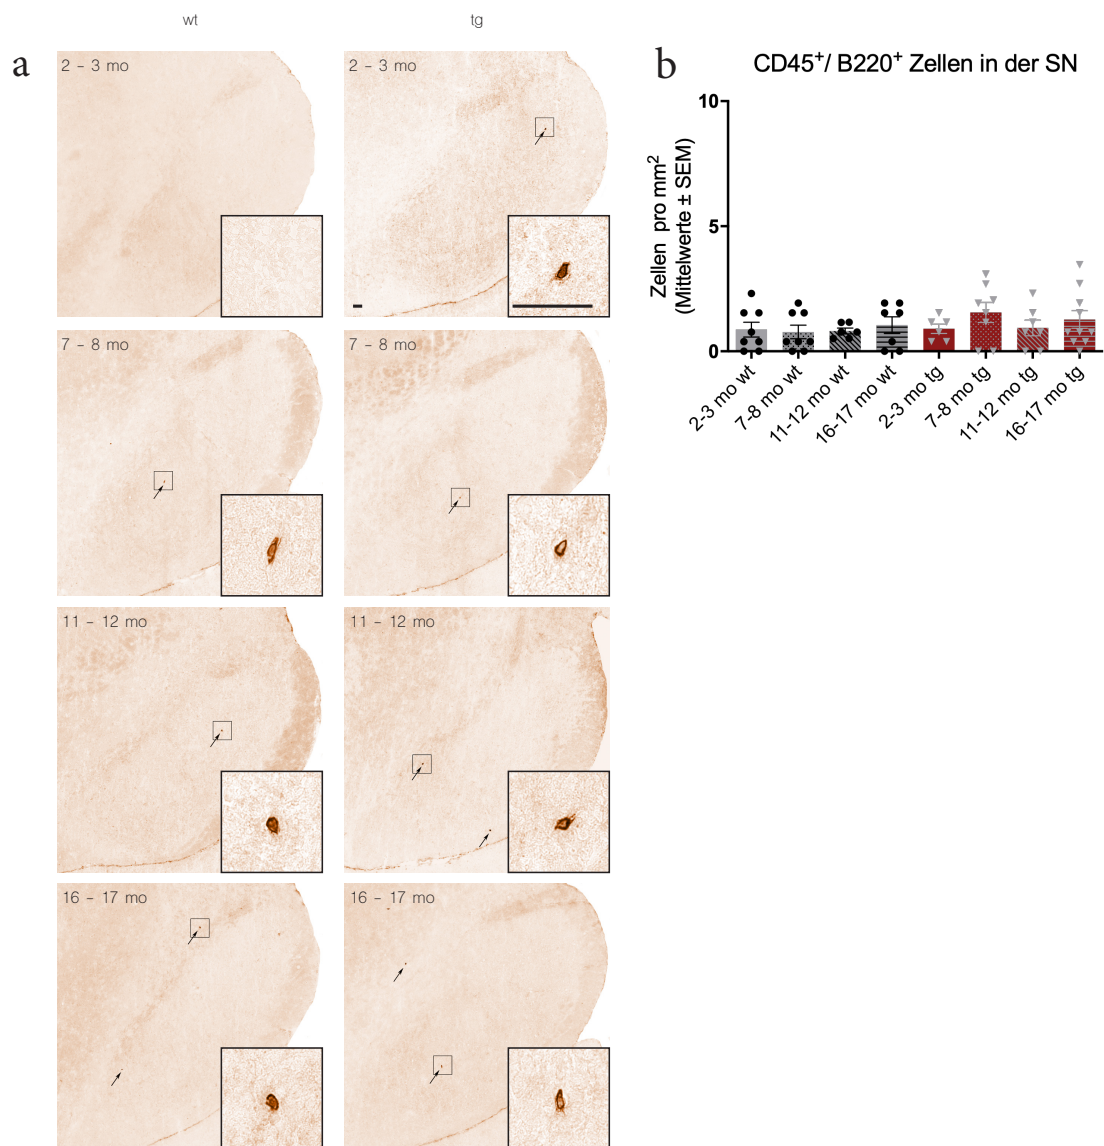 wt
tg
a
2 – 3 mo
2 – 3 mo
7 – 8 mo
7 – 8 mo
11 – 12 mo
11 – 12 mo
16 – 17 mo
16 – 17 mo
b
CD45⁺/ B220⁺ Zellen in der SN
Zellen pro mm²
(Mittelwerte ± SEM)
10
5
0
2-3 mo wt
7-8 mo wt
11-12 mo wt
16-17 mo wt
2-3 mo tg
7-8 mo tg
11-12 mo tg
16-17 mo tg